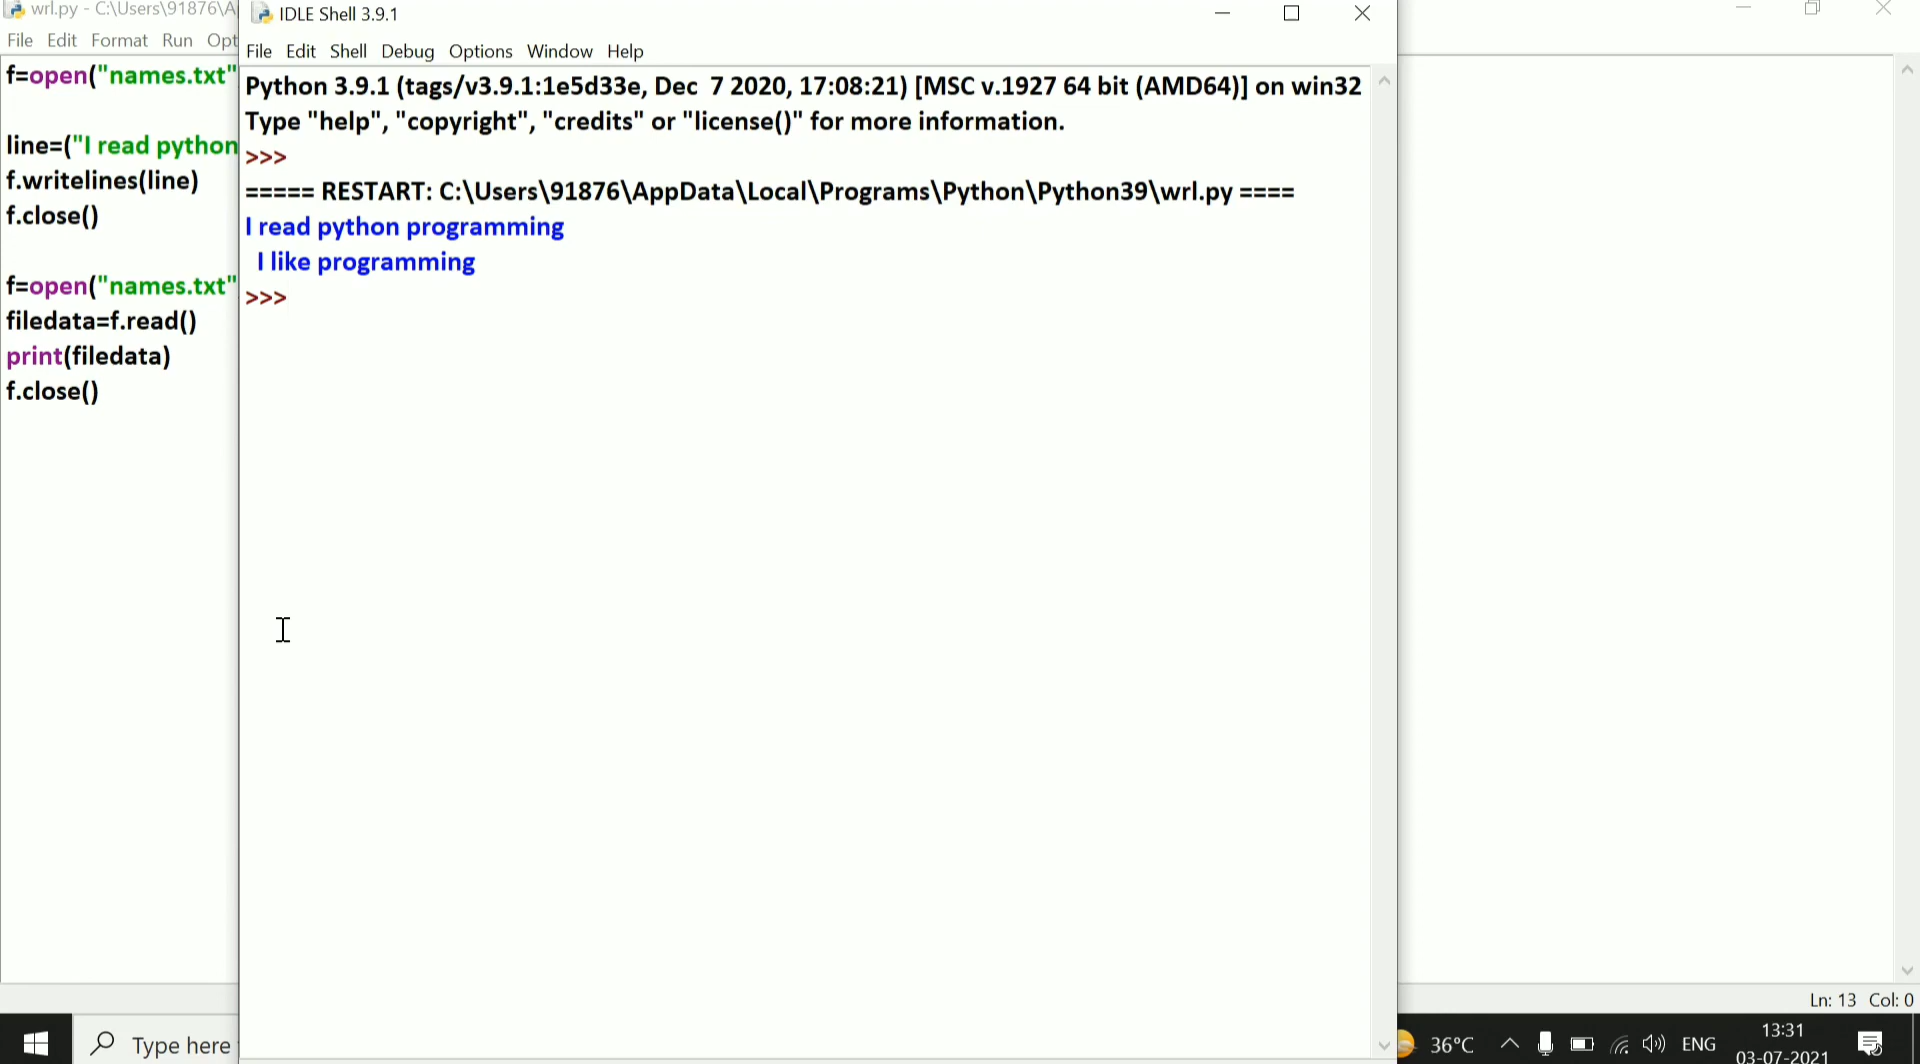 wrl.py - C:\Users\91876\A
File Edit Format Run Opt
f=open("names.txt"
line=("I read python
f.writelines(line)
f.close()
f=open("names.txt"
filedata=f.read()
print(filedata)
f.close()
IDLE Shell 3.9.1
File Edit Shell Debug Options Window Help
Python 3.9.1 (tags/v3.9.1:1e5d33e, Dec  7 2020, 17:08:21) [MSC v.1927 64 bit (AMD64)] on win32
Type "help", "copyright", "credits" or "license()" for more information.
>>>
===== RESTART: C:\Users\91876\AppData\Local\Programs\Python\Python39\wrl.py ====
I read python programming
 I like programming
>>>
Ln: 13 Col: 0
Type here
36°C
ENG
13:31
03-07-2021